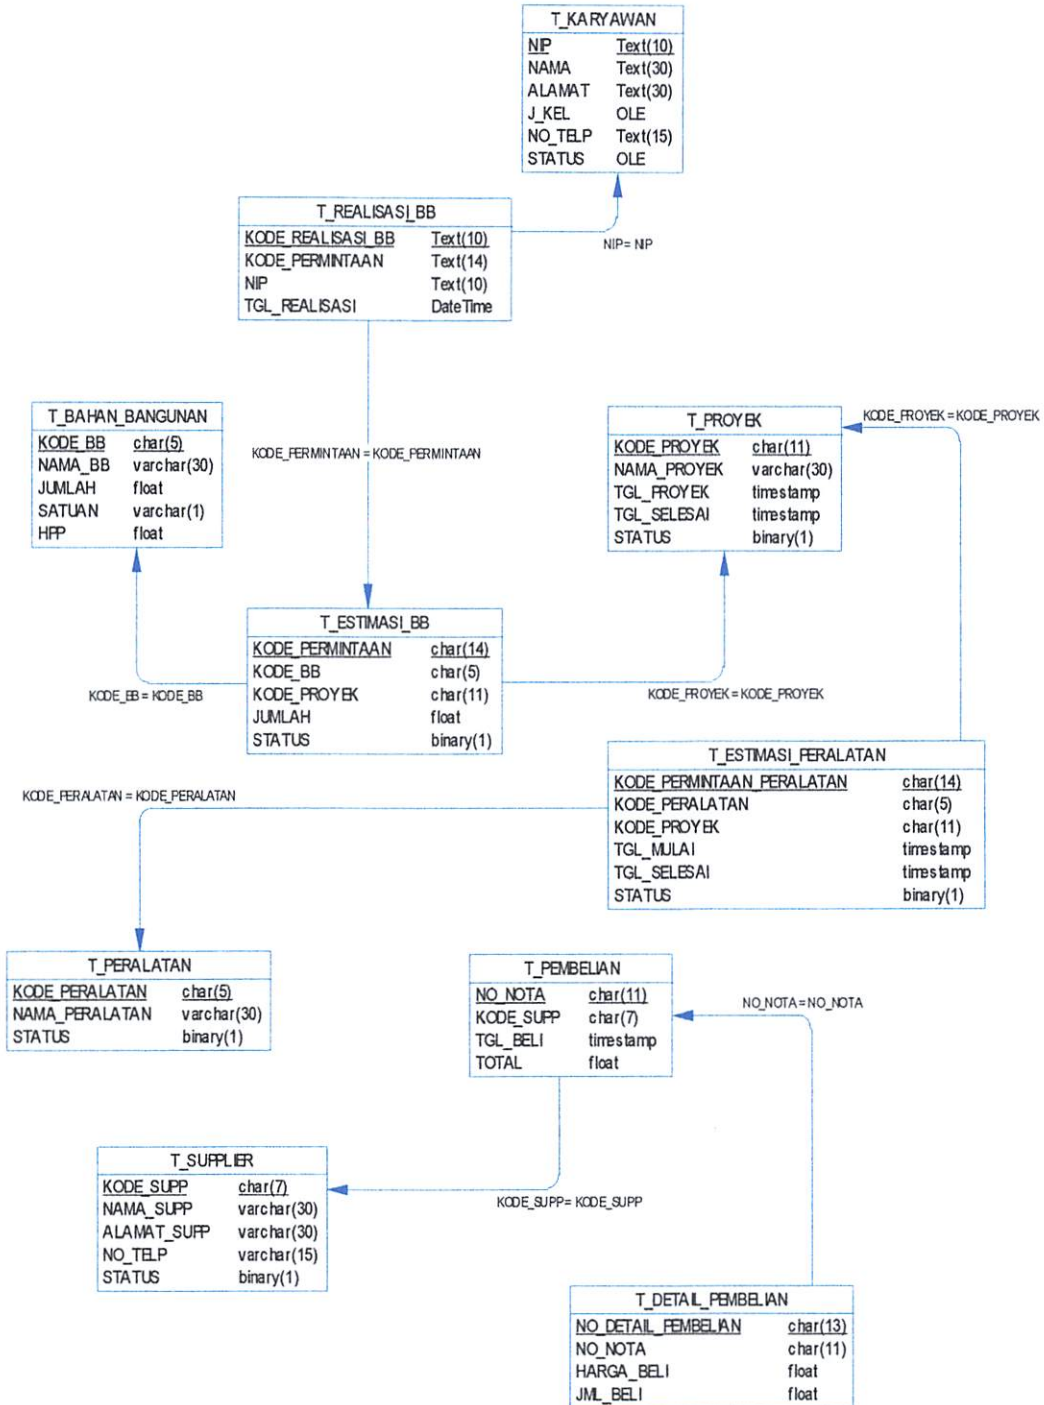 T_KARYAWAN
NIP Text(10)
NAMA Text(30)
ALAMAT Text(30)
J_KEL OLE
NO_TELP Text(15)
STATUS OLE
NIP = NIP
T_REALISASI_BB
KODE_REALISASI_BB Text(10)
KODE_PERMINTAAN Text(14)
NIP Text(10)
TGL_REALISASI DateTime
KODE_PERMINTAAN = KODE_PERMINTAAN
T_BAHAN_BANGUNAN
KODE_BB char(5)
NAMA_BB varchar(30)
JUMLAH float
SATUAN varchar(1)
HPP float
T_PROYEK
KODE_PROYEK char(11)
NAMA_PROYEK varchar(30)
TGL_PROYEK timestamp
TGL_SELESAI timestamp
STATUS binary(1)
KODE_PROYEK = KODE_PROYEK
T_ESTIMASI_BB
KODE_PERMINTAAN char(14)
KODE_BB char(5)
KODE_PROYEK char(11)
JUMLAH float
STATUS binary(1)
KODE_BB = KODE_BB
KODE_PROYEK = KODE_PROYEK
T_ESTIMASI_PERALATAN
KODE_PERMINTAAN_PERALATAN char(14)
KODE_PERALATAN char(5)
KODE_PROYEK char(11)
TGL_MULAI timestamp
TGL_SELESAI timestamp
STATUS binary(1)
KODE_PERALATAN = KODE_PERALATAN
T_PERALATAN
KODE_PERALATAN char(5)
NAMA_PERALATAN varchar(30)
STATUS binary(1)
T_PEMBELIAN
NO_NOTA char(11)
KODE_SUPP char(7)
TGL_BELI timestamp
TOTAL float
NO_NOTA = NO_NOTA
T_SUPPLIER
KODE_SUPP char(7)
NAMA_SUPP varchar(30)
ALAMAT_SUPP varchar(30)
NO_TELP varchar(15)
STATUS binary(1)
KODE_SUPP = KODE_SUPP
T_DETAIL_PEMBELIAN
NO_DETAIL_PEMBELIAN char(13)
NO_NOTA char(11)
HARGA_BELI float
JML_BELI float